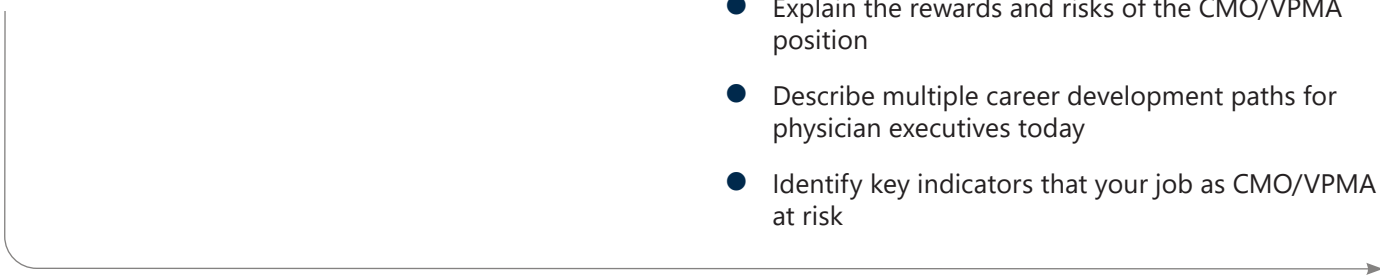 ● Explain the rewards and risks of the CMO/VPMA
position
● Describe multiple career development paths for
physician executives today
● Identify key indicators that your job as CMO/VPMA
at risk